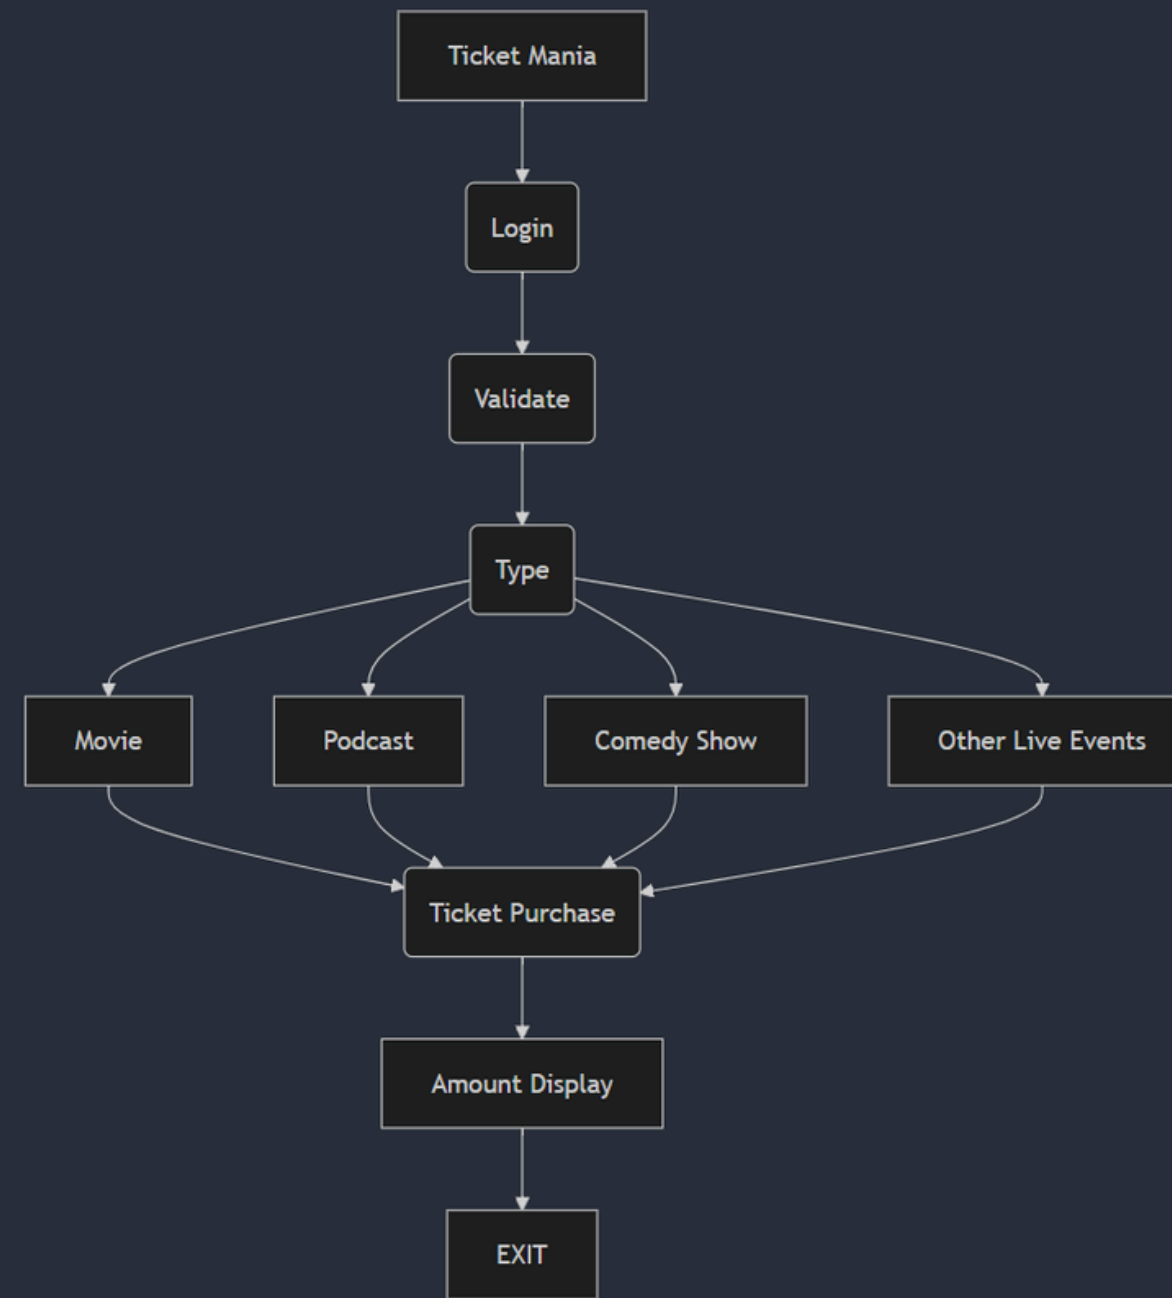 Ticket Mania
Login
Validate
Type
Movie
Podcast
Comedy Show
Other Live Events
Ticket Purchase
Amount Display
EXIT